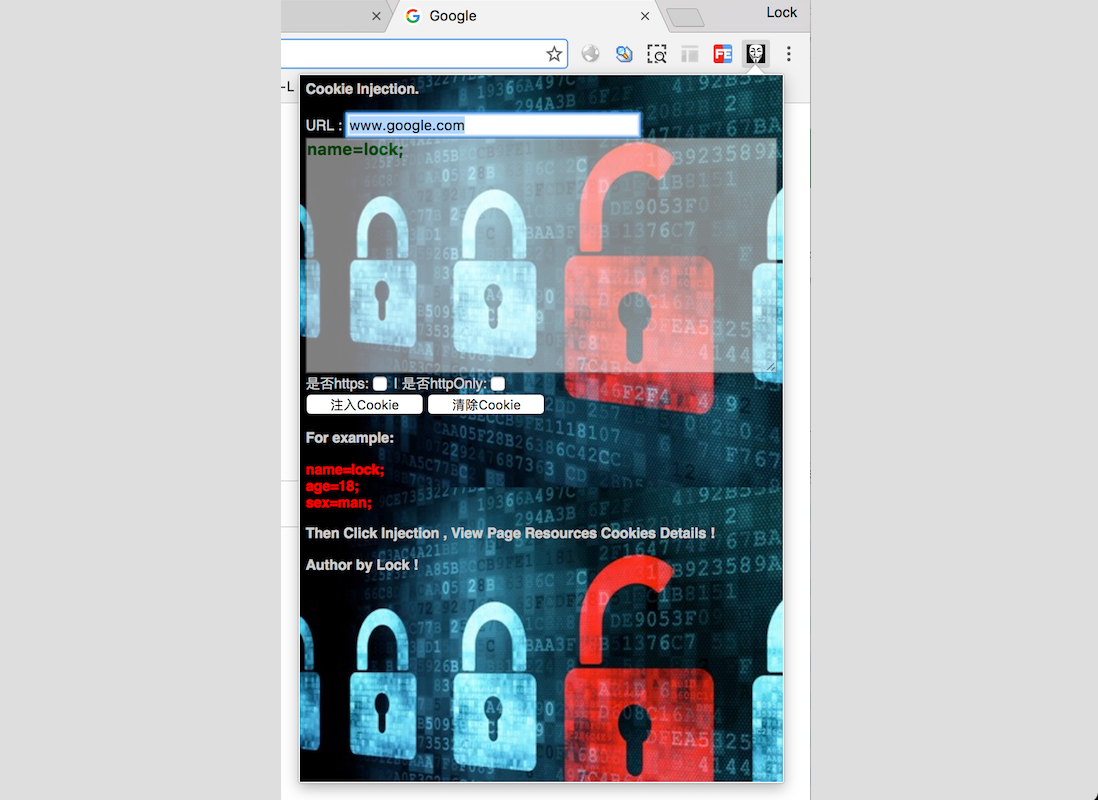 Google
Lock
FE
-L
Cookie Injection.
URL : www.google.com
name=lock;
是否https: | 是否httpOnly:
注入Cookie 清除Cookie
For example:
name=lock;
age=18;
sex=man;
Then Click Injection , View Page Resources Cookies Details !
Author by Lock !